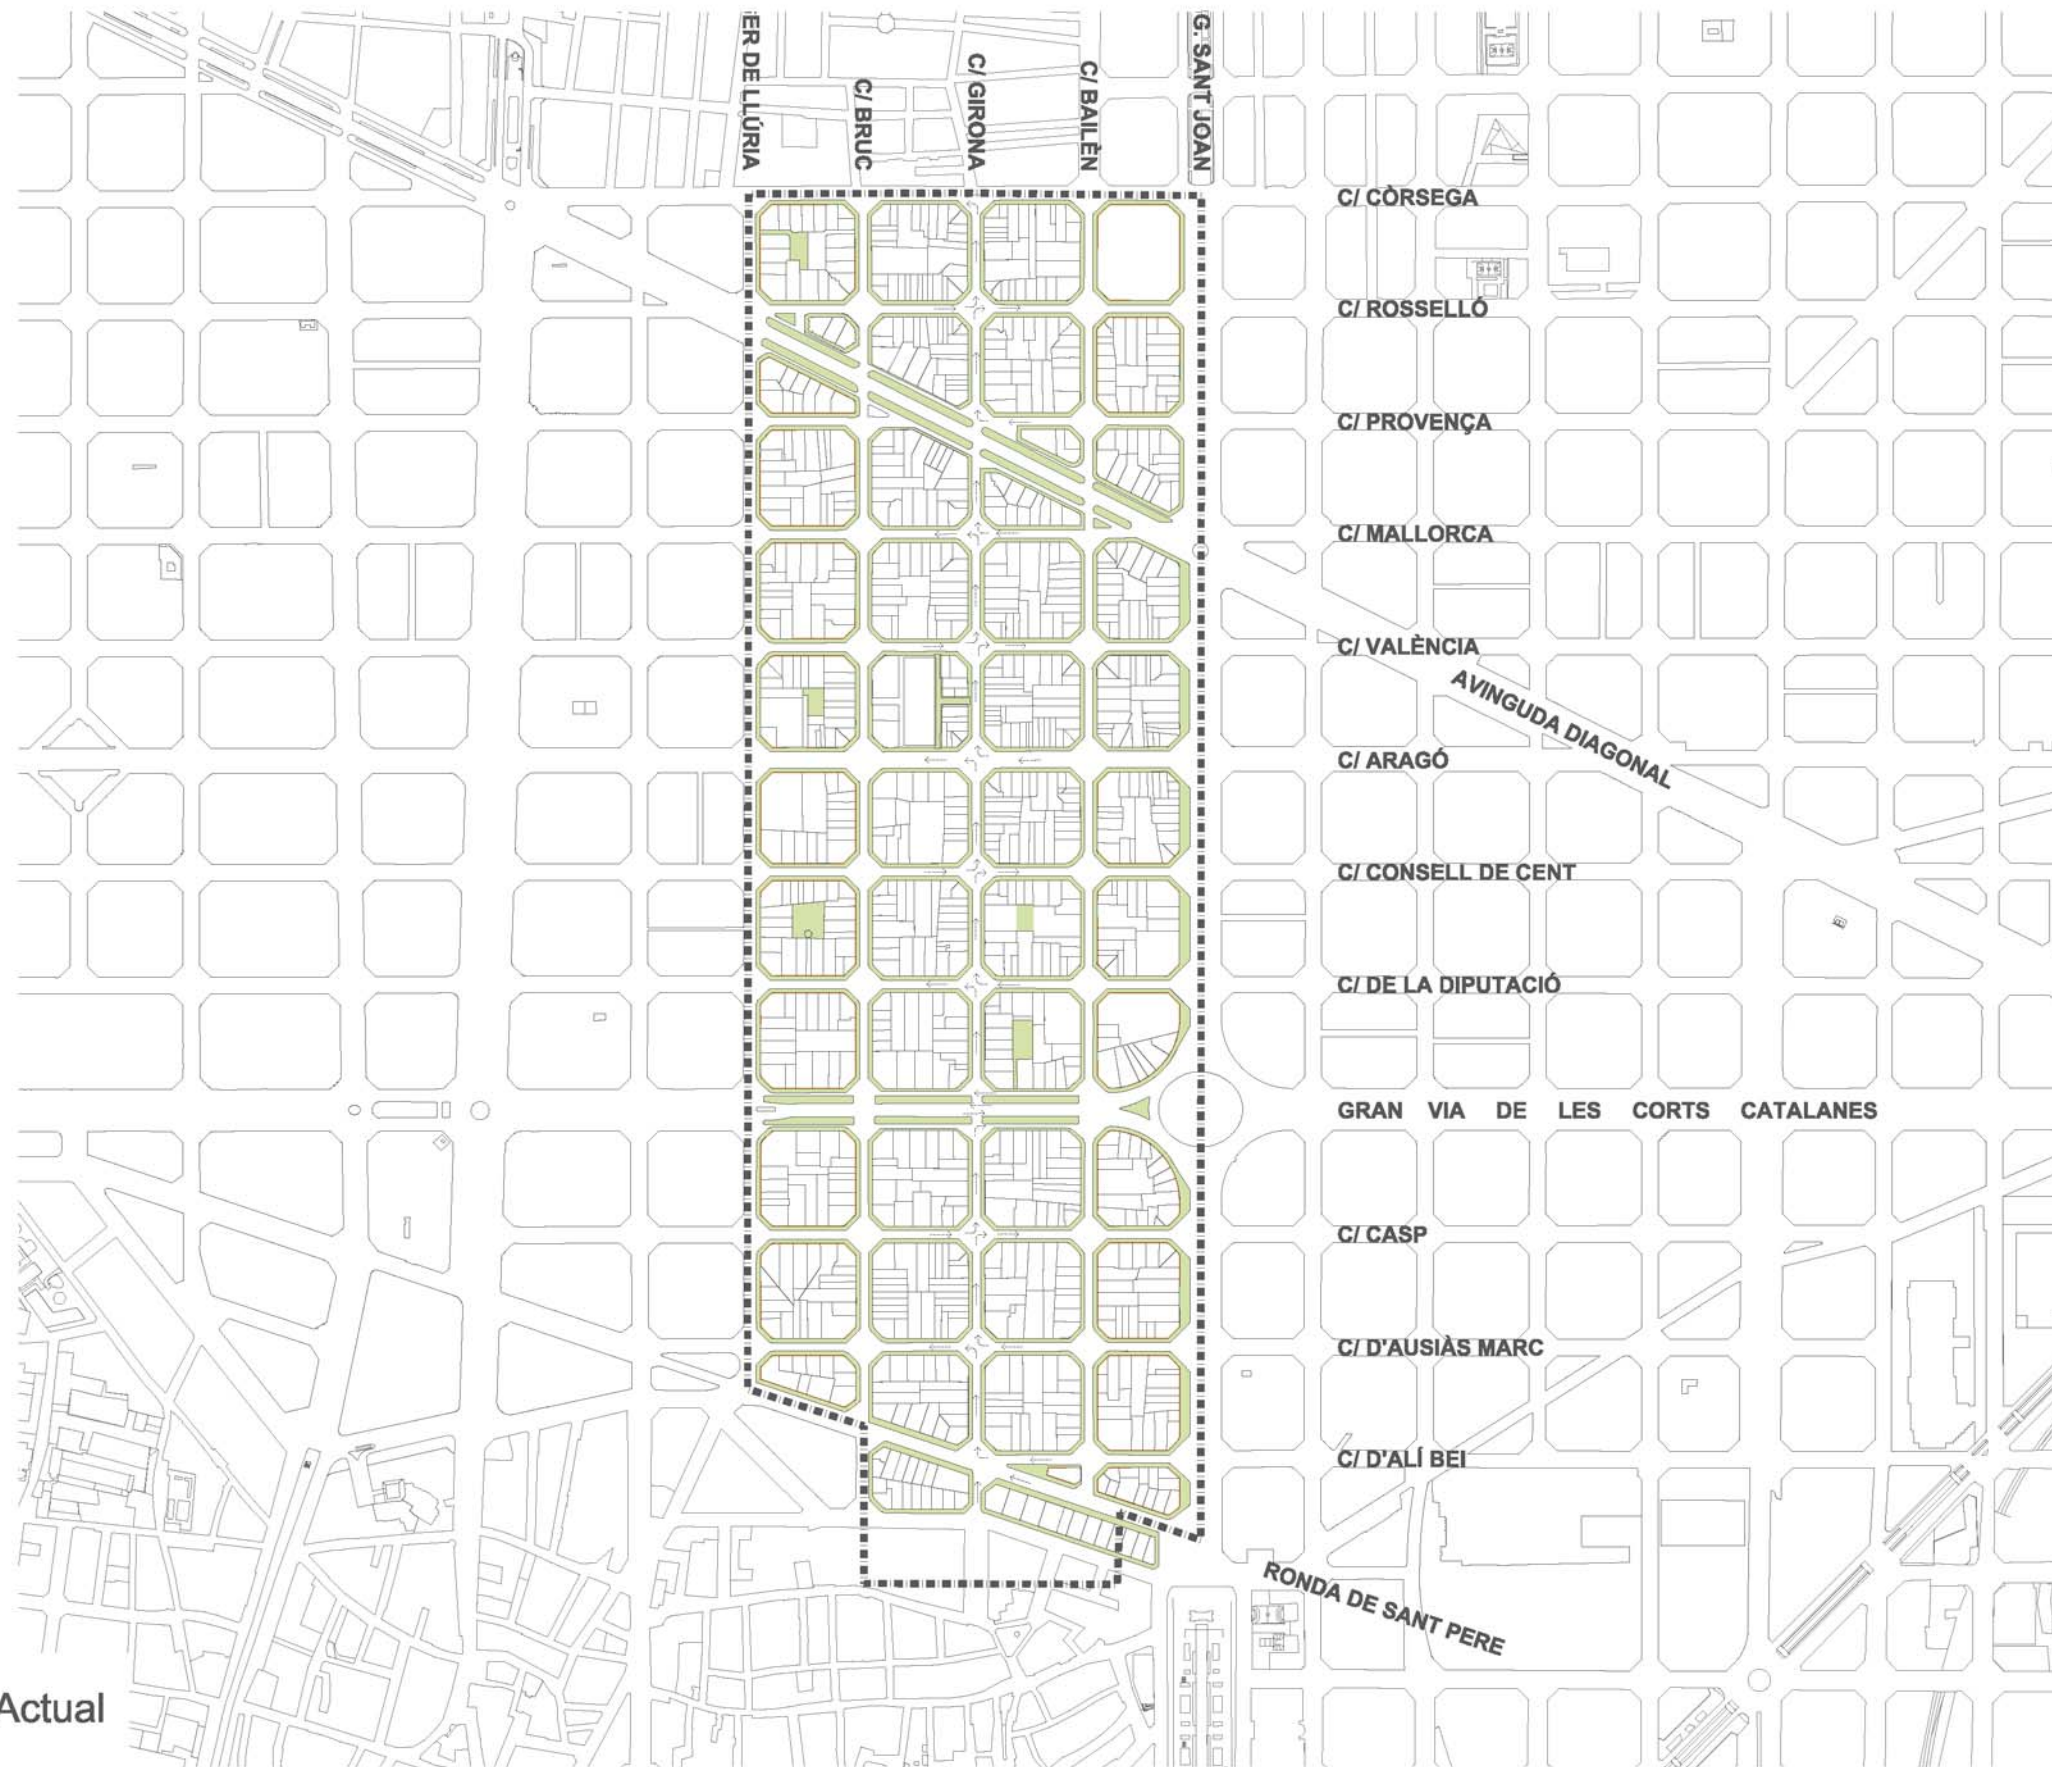 ER DE LLÚRIA
C/ BRUC
C/ GIRONA
C/ BAILÈN
G. SANT JOAN
C/ CÒRSEGA
C/ ROSSELLÓ
C/ PROVENÇA
C/ MALLORCA
C/ VALÈNCIA
AVINGUDA DIAGONAL
C/ ARAGÓ
C/ CONSELL DE CENT
C/ DE LA DIPUTACIÓ
GRAN VIA DE LES CORTS CATALANES
C/ CASP
C/ D'AUSIÀS MARC
C/ D'ALÍ BEI
RONDA DE SANT PERE
Actual